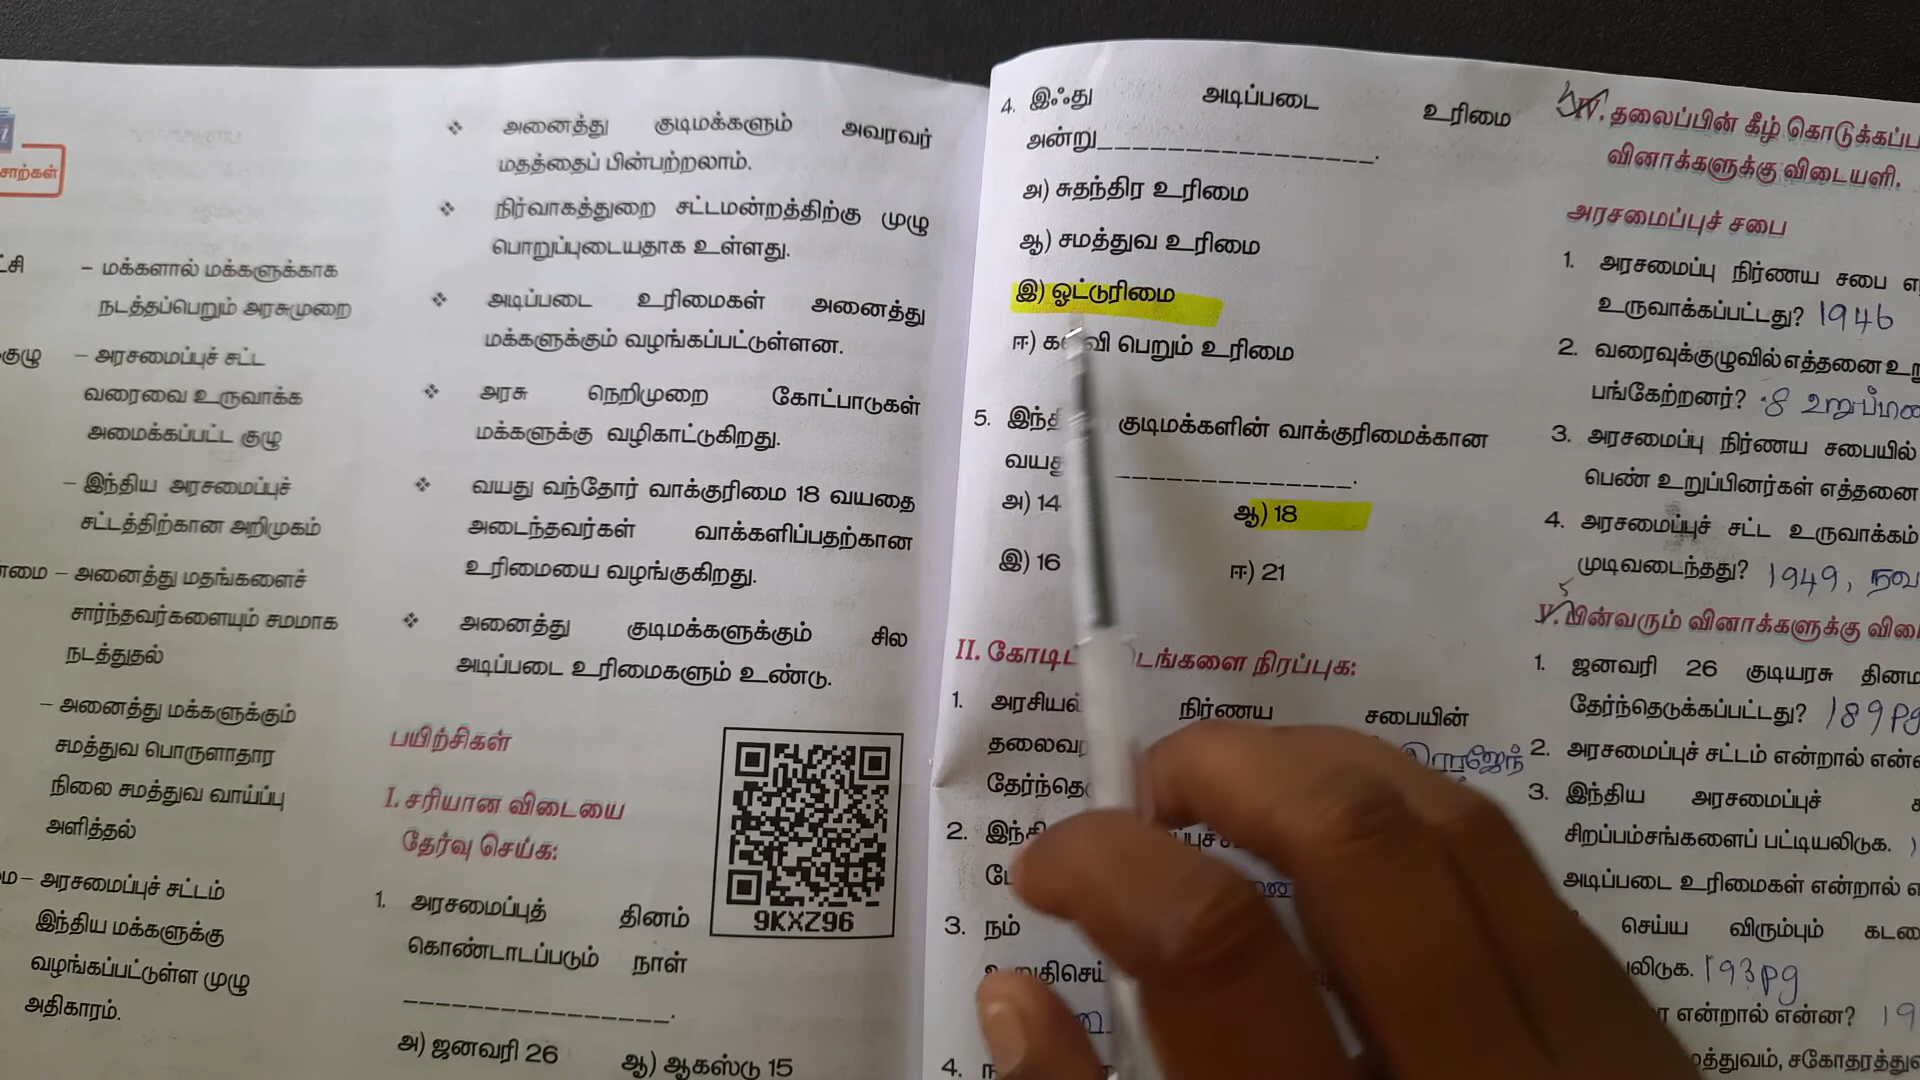 i
சாற்கள்
– மக்களால் மக்களுக்காக
நடத்தப்பெறும் அரசுமுறை
குழு – அரசமைப்புச் சட்ட
வரைவை உருவாக்க
அமைக்கப்பட்ட குழு
– இந்திய அரசமைப்புச்
சட்டத்திற்கான அறிமுகம்
– அனைத்து மதங்களைச்
சார்ந்தவர்களையும் சமமாக
நடத்துதல்
– அனைத்து மக்களுக்கும்
சமத்துவ பொருளாதார
நிலை சமத்துவ வாய்ப்பு
அளித்தல்
– அரசமைப்புச் சட்டம்
இந்திய மக்களுக்கு
வழங்கப்பட்டுள்ள முழு
அதிகாரம்.
❖ அனைத்து குடிமக்களும் அவரவர்
மதத்தைப் பின்பற்றலாம்.
❖ நிர்வாகத்துறை சட்டமன்றத்திற்கு முழு
பொறுப்புடையதாக உள்ளது.
❖ அடிப்படை உரிமைகள் அனைத்து
மக்களுக்கும் வழங்கப்பட்டுள்ளன.
❖ அரசு நெறிமுறை கோட்பாடுகள்
மக்களுக்கு வழிகாட்டுகிறது.
❖ வயது வந்தோர் வாக்குரிமை 18 வயதை
அடைந்தவர்கள் வாக்களிப்பதற்கான
உரிமையை வழங்குகிறது.
❖ அனைத்து குடிமக்களுக்கும் சில
அடிப்படை உரிமைகளும் உண்டு.
பயிற்சிகள்
I. சரியான விடையை
தேர்வு செய்க:
9KXZ96
1. அரசமைப்புத் தினம்
கொண்டாடப்படும் நாள்
________________.
அ) ஜனவரி 26 ஆ) ஆகஸ்டு 15
4. இஃது அடிப்படை உரிமை
அன்று________________.
அ) சுதந்திர உரிமை
ஆ) சமத்துவ உரிமை
இ) ஓட்டுரிமை
ஈ) பெறும் உரிமை
5. குடிமக்களின் வாக்குரிமைக்கான
______________.
அ) 14 ஆ) 18
இ) 16 ஈ) 21
II. நிரப்புக:
1. நிர்ணய சபையின்
2.
3. நம்
4.
IV. தலைப்பின் கீழ்
வினாக்களுக்கு விடையளி.
அரசமைப்புச் சபை
1. அரசமைப்பு நிர்ணய சபை
உருவாக்கப்பட்டது? 1946
2. வரைவுக்குழுவில் எத்தனை
பங்கேற்றனர்? 8
3. அரசமைப்பு நிர்ணய சபையில்
பெண் உறுப்பினர்கள் எத்தனை
4. அரசமைப்புச் சட்ட உருவாக்கம்
முடிவடைந்தது? 1949,
V. பின்வரும் வினாக்களுக்கு
1. ஜனவரி 26 குடியரசு
தேர்ந்தெடுக்கப்பட்டது? 189 pg
2. அரசமைப்புச் சட்டம் என்றால்
3. இந்திய அரசமைப்புச்
சிறப்பம்சங்களைப் பட்டியலிடுக.
அடிப்படை உரிமைகள் என்றால்
செய்ய விரும்பும்
193 pg
என்றால் என்ன? 19